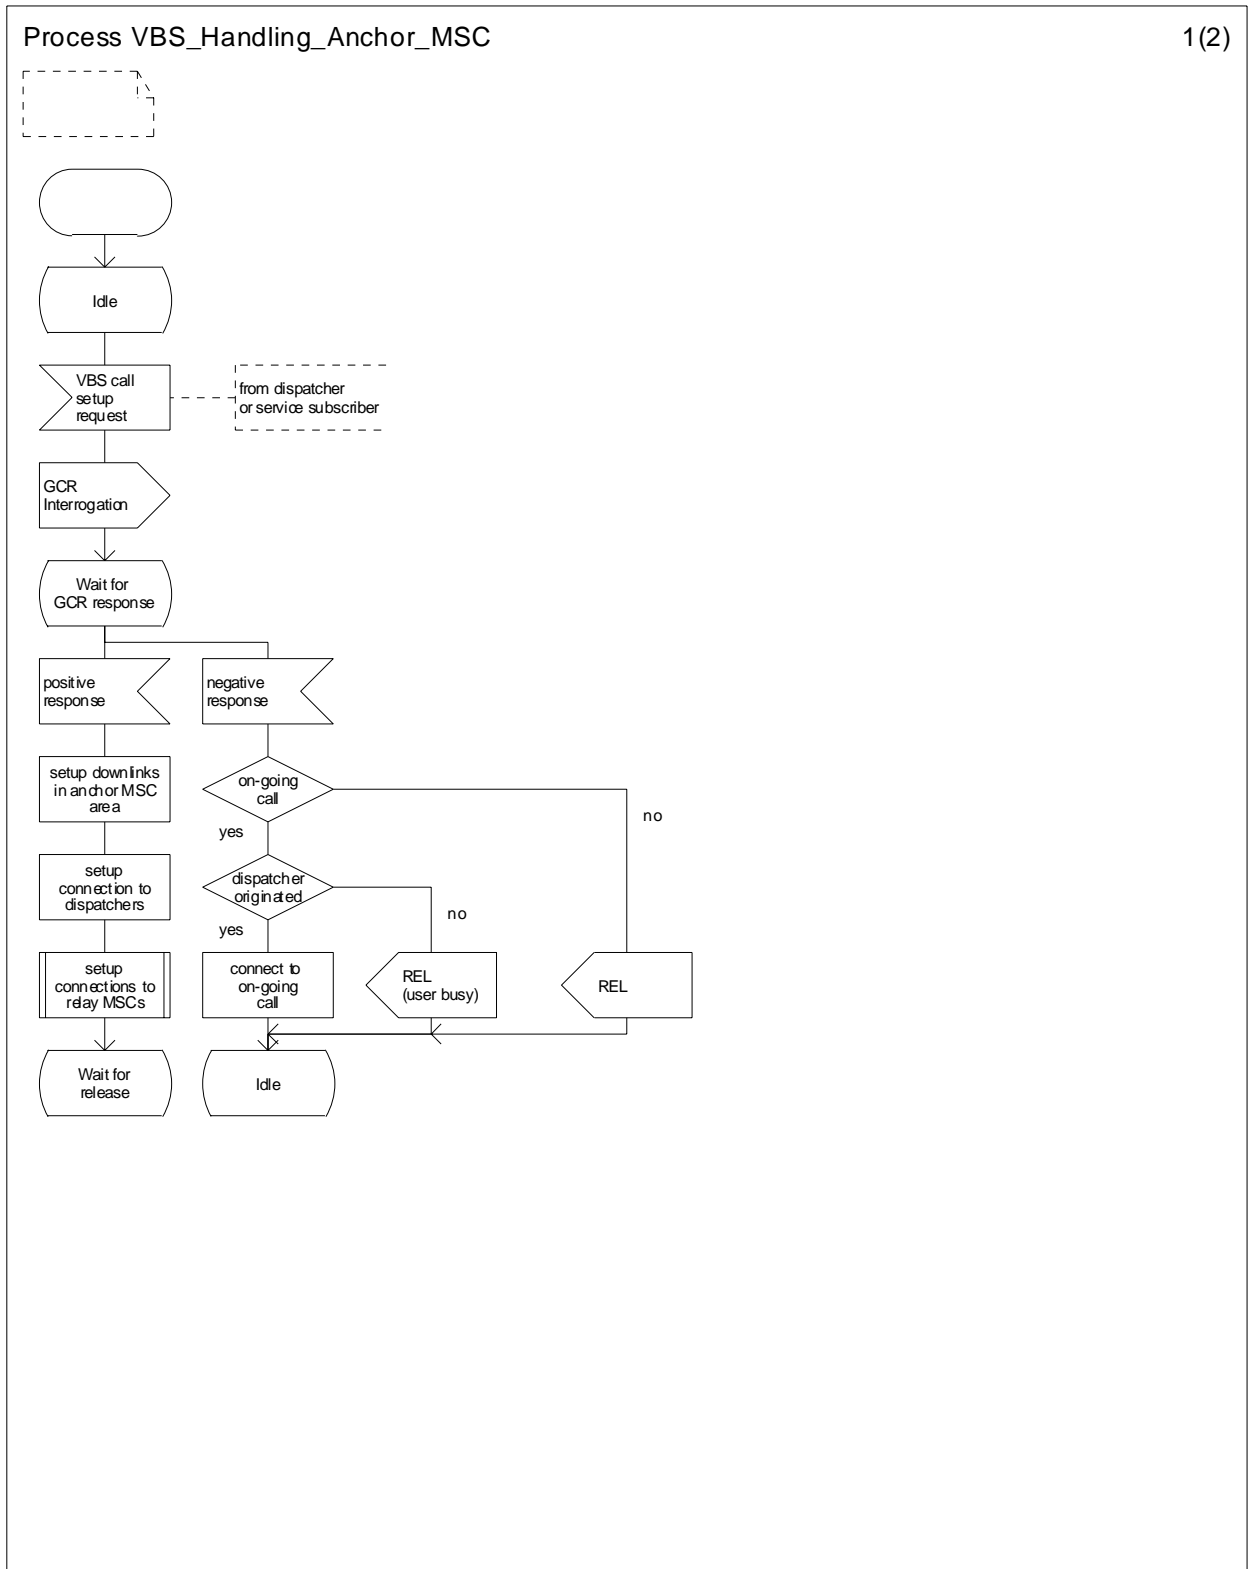 Process VBS_Handling_Anchor_MSC
1(2)
Idle
VBS call
setup
request
from dispatcher
or service subscriber
GCR
Interrogation
Wait for
GCR response
positive
response
negative
response
setup downlinks
in anchor MSC
area
on-going
call
no
yes
setup
connection to
dispatchers
dispatcher
originated
no
yes
setup
connections to
relay MSCs
connect to
on-going
call
REL
(user busy)
REL
Wait for
release
Idle